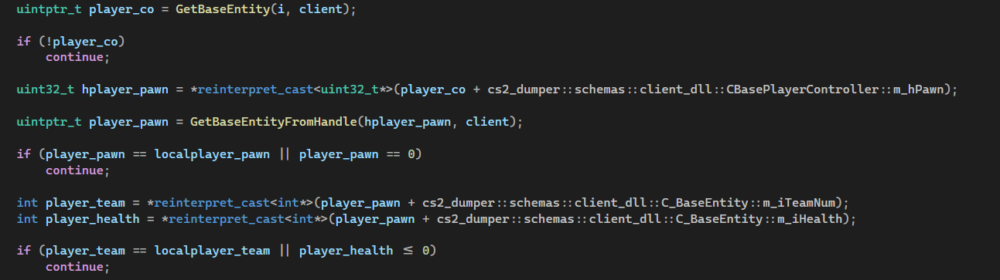 uintptr_t player_co = GetBaseEntity(i, client);
if (!player_co)
continue;
uint32_t hplayer_pawn = *reinterpret_cast<uint32_t*>(player_co + cs2_dumper::schemas::client_dll::CBasePlayerController::m_hPawn);
uintptr_t player_pawn = GetBaseEntityFromHandle(hplayer_pawn, client);
if (player_pawn == localplayer_pawn || player_pawn == 0)
continue;
int player_team = *reinterpret_cast<int*>(player_pawn + cs2_dumper::schemas::client_dll::C_BaseEntity::m_iTeamNum);
int player_health = *reinterpret_cast<int*>(player_pawn + cs2_dumper::schemas::client_dll::C_BaseEntity::m_iHealth);
if (player_team == localplayer_team || player_health ≤ 0)
continue;